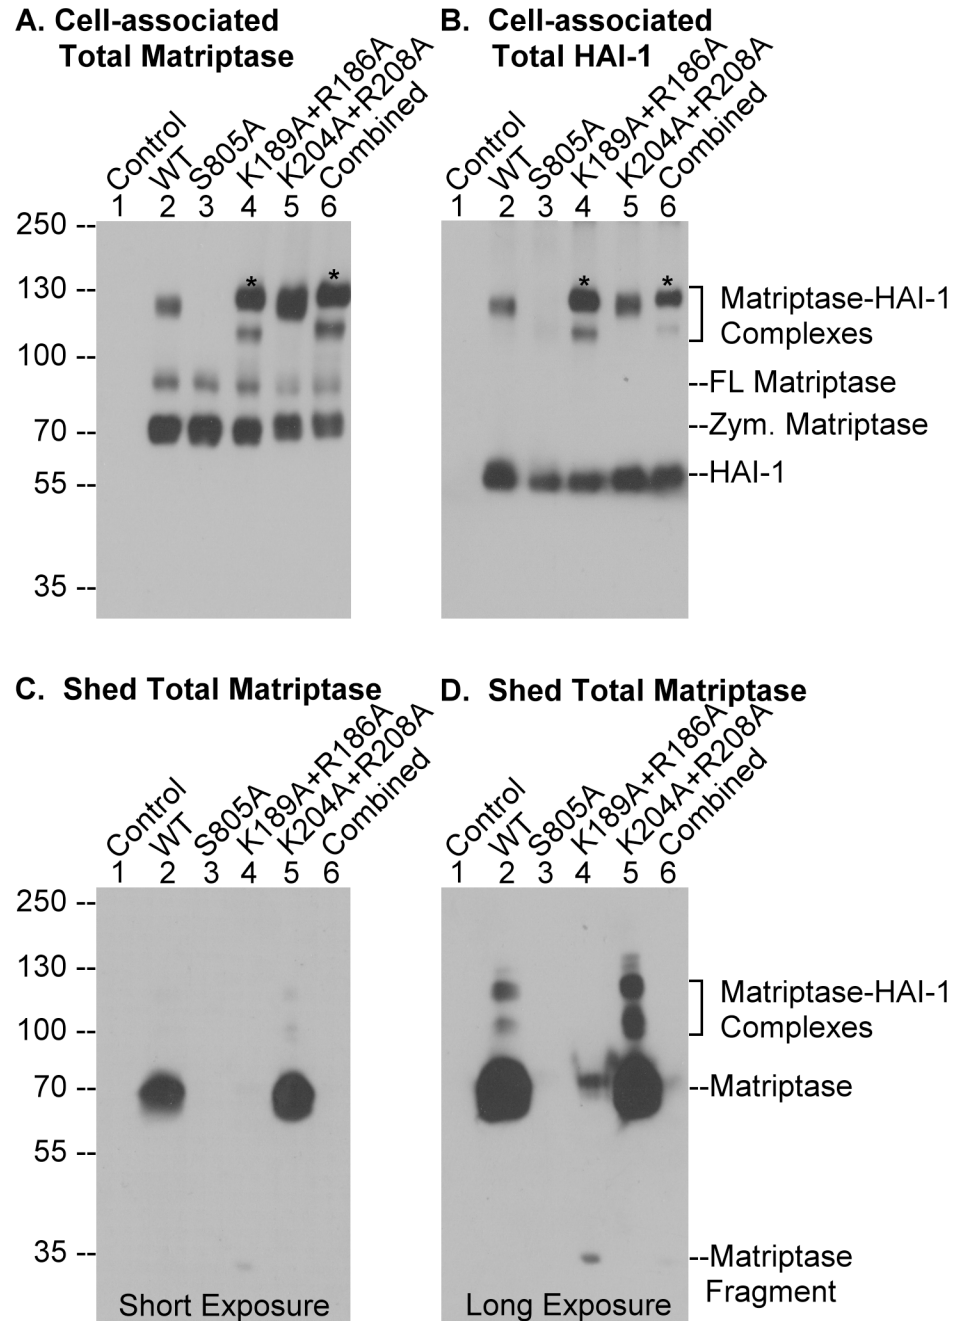 A. Cell-associated
Total Matriptase
Control
WT
S805A
K189A+R186A
K204A+R208A
Combined
1 2 3 4 5 6
250 --
130 --
100 --
70 --
55 --
35 --
* *
B. Cell-associated
Total HAI-1
Control
WT
S805A
K189A+R186A
K204A+R208A
Combined
1 2 3 4 5 6
* *
Matriptase-HAI-1
Complexes
--FL Matriptase
--Zym. Matriptase
--HAI-1
C. Shed Total Matriptase
Control
WT
S805A
K189A+R186A
K204A+R208A
Combined
1 2 3 4 5 6
250 --
130 --
100 --
70 --
55 --
35 --
Short Exposure
D. Shed Total Matriptase
Control
WT
S805A
K189A+R186A
K204A+R208A
Combined
1 2 3 4 5 6
Matriptase-HAI-1
Complexes
--Matriptase
--Matriptase
Fragment
Long Exposure